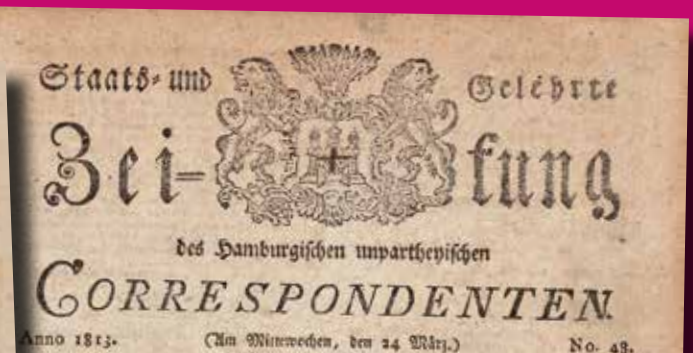 Staats- und Gelehrte
Zei- tung
des Hamburgischen unpartheyischen
CORRESPONDENTEN.
Anno 1813. (Am Mittewochen, den 24 März.) No. 48.